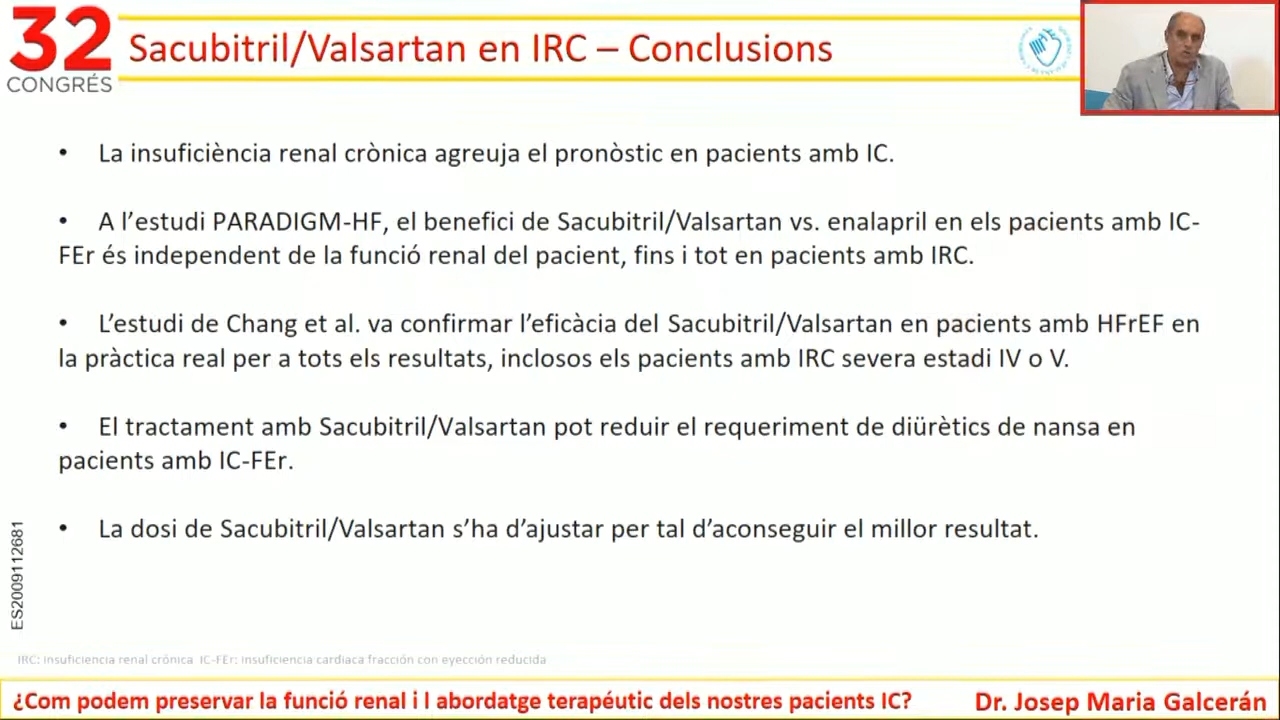 32
CONGRÉS
Sacubitril/Valsartan en IRC – Conclusions
• La insuficiència renal crònica agreuja el pronòstic en pacients amb IC.
• A l’estudi PARADIGM-HF, el benefici de Sacubitril/Valsartan vs. enalapril en els pacients amb IC-
FEr és independent de la funció renal del pacient, fins i tot en pacients amb IRC.
• L’estudi de Chang et al. va confirmar l’eficàcia del Sacubitril/Valsartan en pacients amb HFrEF en
la pràctica real per a tots els resultats, inclosos els pacients amb IRC severa estadi IV o V.
• El tractament amb Sacubitril/Valsartan pot reduir el requeriment de diürètics de nansa en
pacients amb IC-FEr.
• La dosi de Sacubitril/Valsartan s’ha d’ajustar per tal d’aconseguir el millor resultat.
ES2009112681
IRC: insuficiencia renal crónica IC-FEr: insuficiencia cardiaca fracción con eyección reducida
¿Com podem preservar la funció renal i l abordatge terapéutic dels nostres pacients IC?
Dr. Josep Maria Galcerán